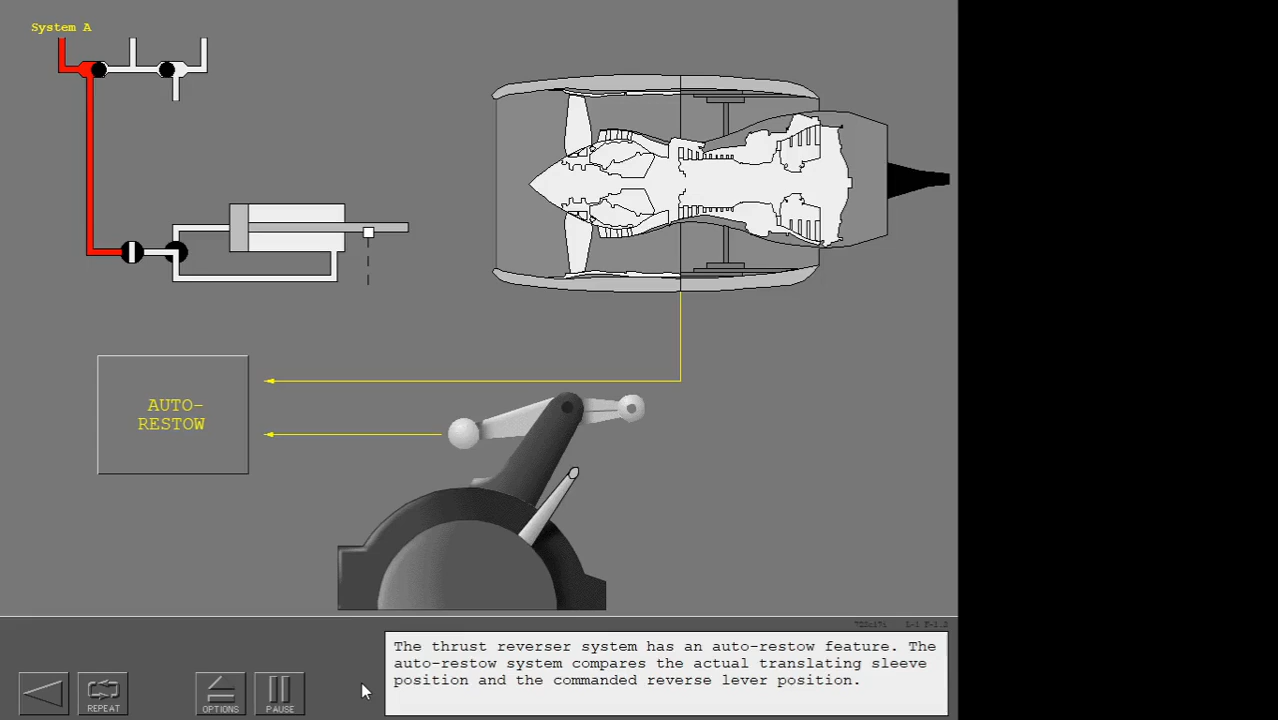 System A
AUTO-
RESTOW
The thrust reverser system has an auto-restow feature. The
auto-restow system compares the actual translating sleeve
position and the commanded reverse lever position.
REPEAT
OPTIONS
PAUSE